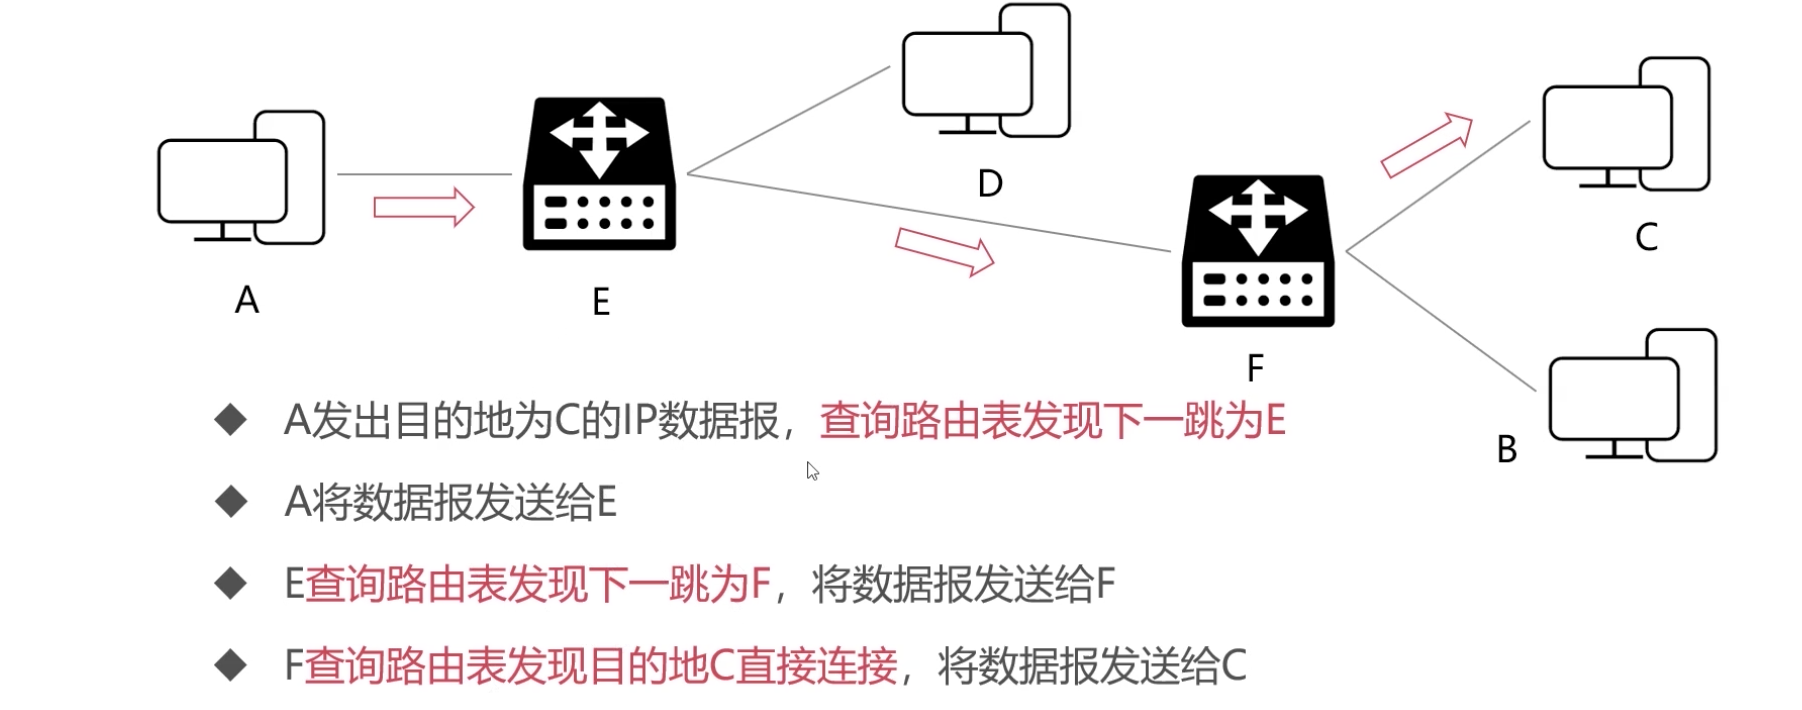 D
C
A
E
F
B
A发出目的地为C的IP数据报，查询路由表发现下一跳为E
A将数据报发送给E
E查询路由表发现下一跳为F，将数据报发送给F
F查询路由表发现目的地C直接连接，将数据报发送给C